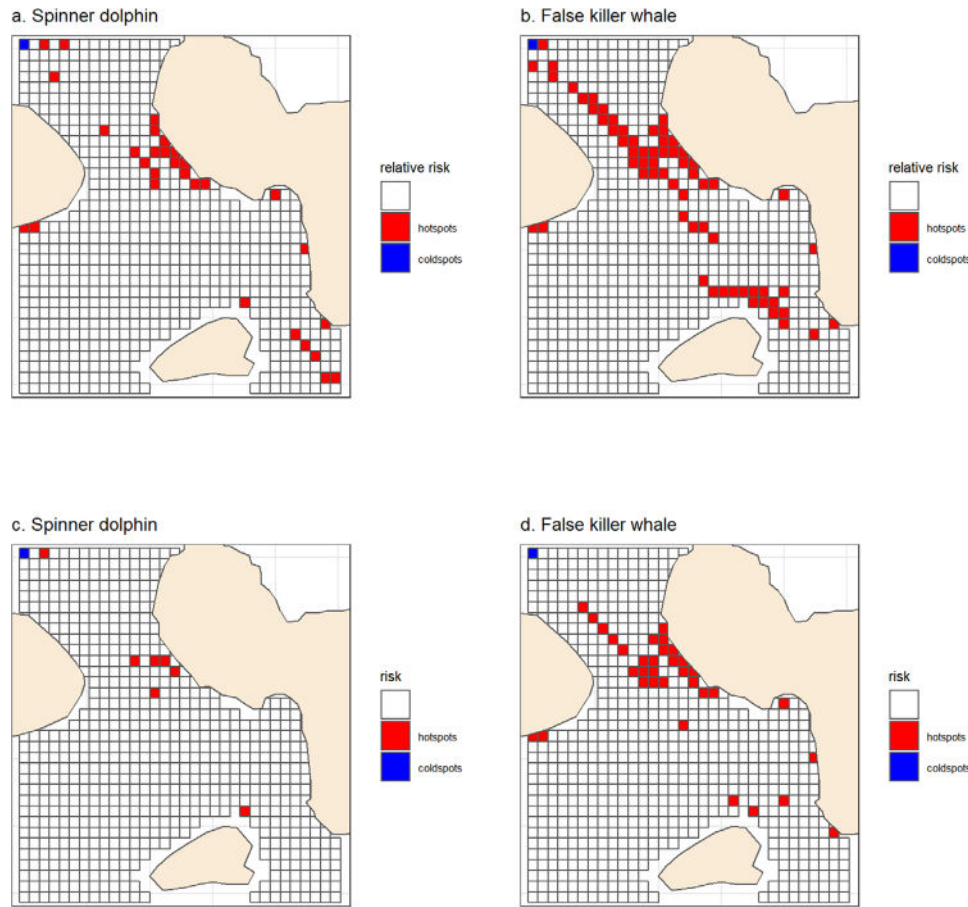 a. Spinner dolphin
b. False killer whale
relative risk
hotspots
coldspots
relative risk
hotspots
coldspots
c. Spinner dolphin
d. False killer whale
risk
hotspots
coldspots
risk
hotspots
coldspots